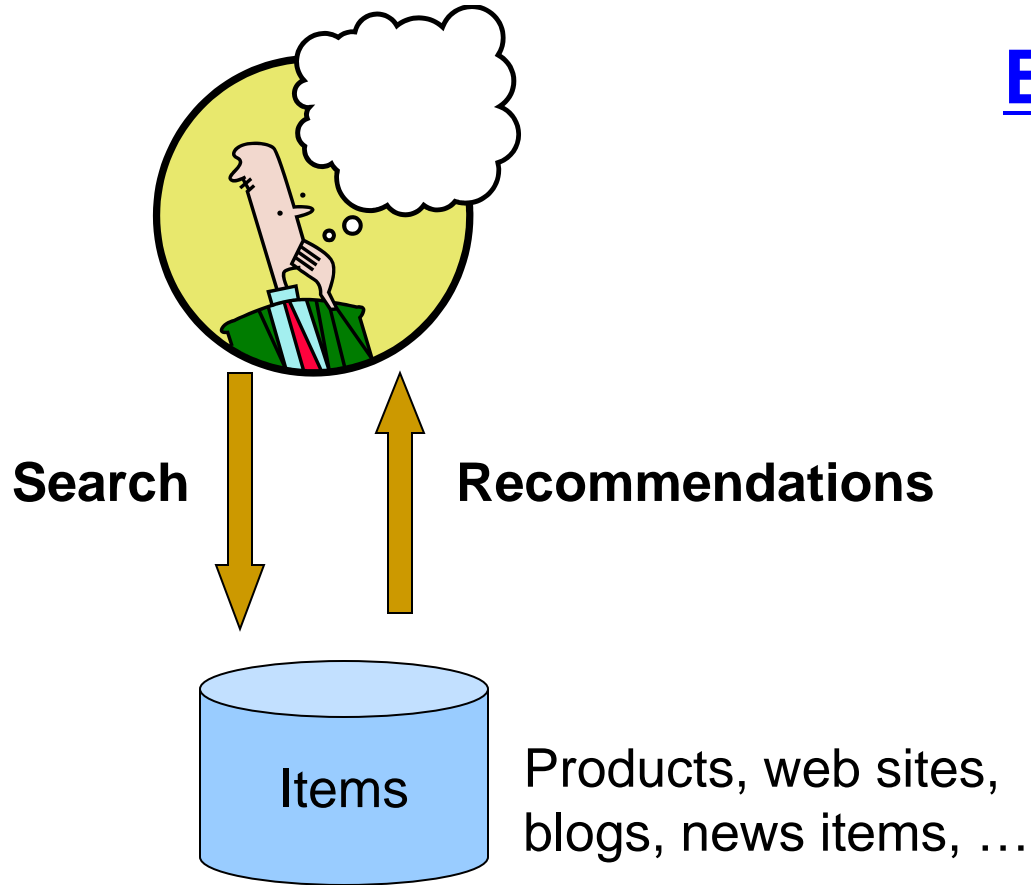 Search
Recommendations
Items
Products, web sites,
blogs, news items, …